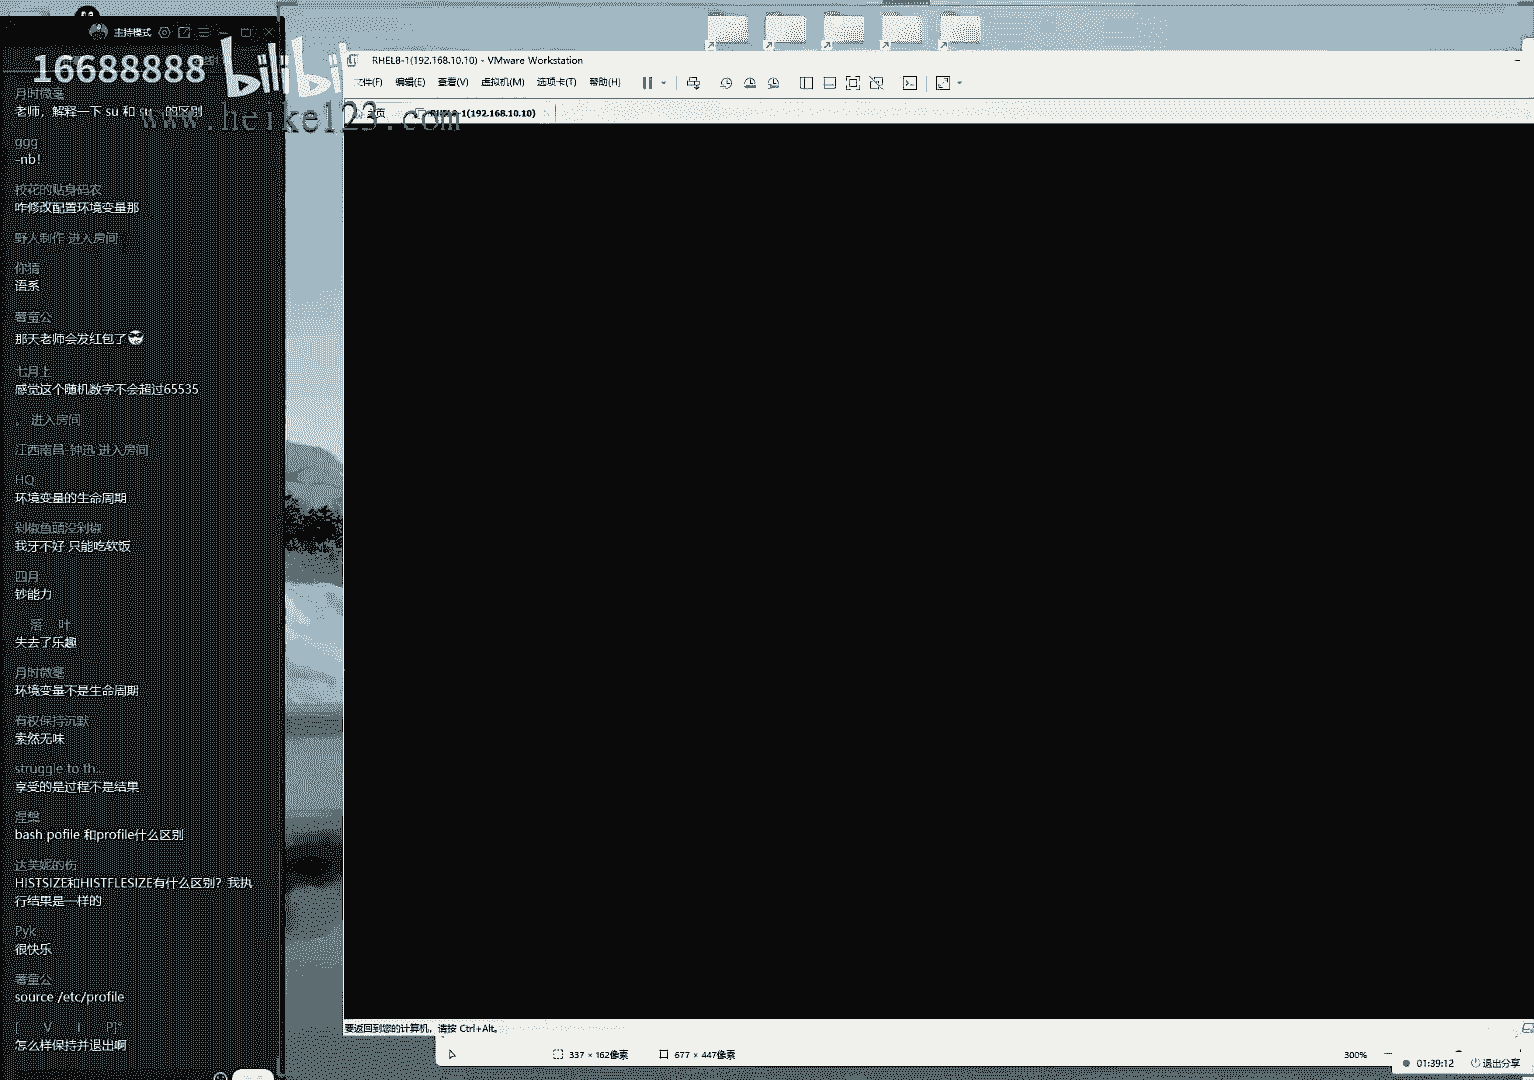 主持模式
16688888
bilibili
www.heike123.com
月时微毫
老师，解释一下 su 和 su - 的区别
ggg
-nb!
校花的贴身码农
咋修改配置环境变量那
野人制作 进入房间
你猜
语系
薯童公
那天老师会发红包了😎
七月上
感觉这个随机数字不会超过65535
， 进入房间
江西南昌-钟迅 进入房间
HQ
环境变量的生命周期
剁椒鱼頭没剁椒
我牙不好 只能吃软饭
四月
钞能力
落 叶
失去了乐趣
月时微毫
环境变量不是生命周期
有权保持沉默
索然无味
struggle to th...
享受的是过程不是结果
涅槃
bash pofile 和profile什么区别
达芙妮的伤
HISTSIZE和HISTFLESIZE有什么区别？我执
行结果是一样的
Pyk
很快乐
薯童公
source /etc/profile
[ V I P]°
怎么样保持并退出啊
RHEL8-1(192.168.10.10) - VMware Workstation
文件(F) 编辑(E) 查看(V) 虚拟机(M) 选项卡(T) 帮助(H)
主页 RHEL8-1(192.168.10.10)
要返回到您的计算机，请按 Ctrl+Alt。
337 × 162像素 677 × 447像素 300%
01:39:12 退出分享